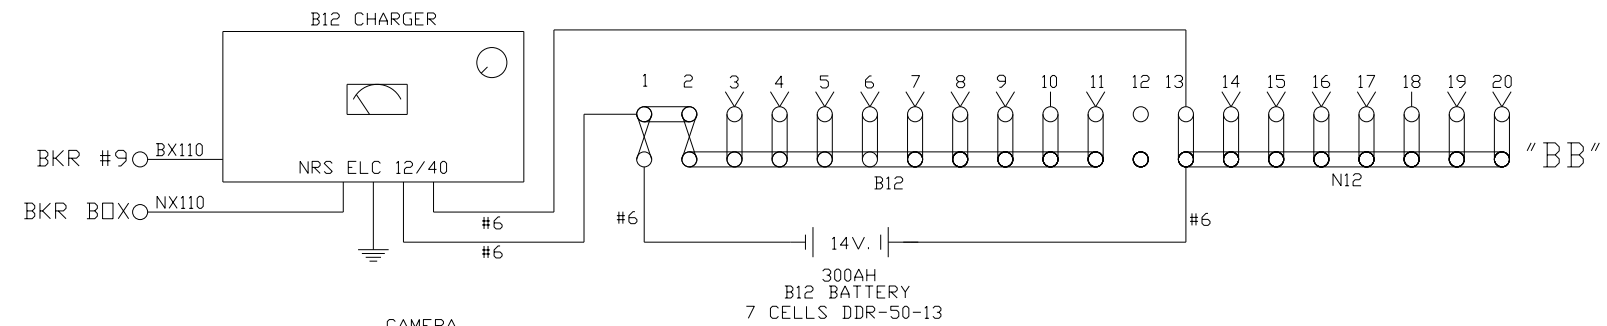 B12 CHARGER
1 2 3 4 5 6 7 8 9 10 11 12 13 14 15 16 17 18 19 20
BKR #9 BX110
NRS ELC 12/40
"BB"
B12
N12
BKR BOX NX110
#6
#6
#6
#6
14V.
300AH
B12 BATTERY
7 CELLS DDR-50-13
CAMERA